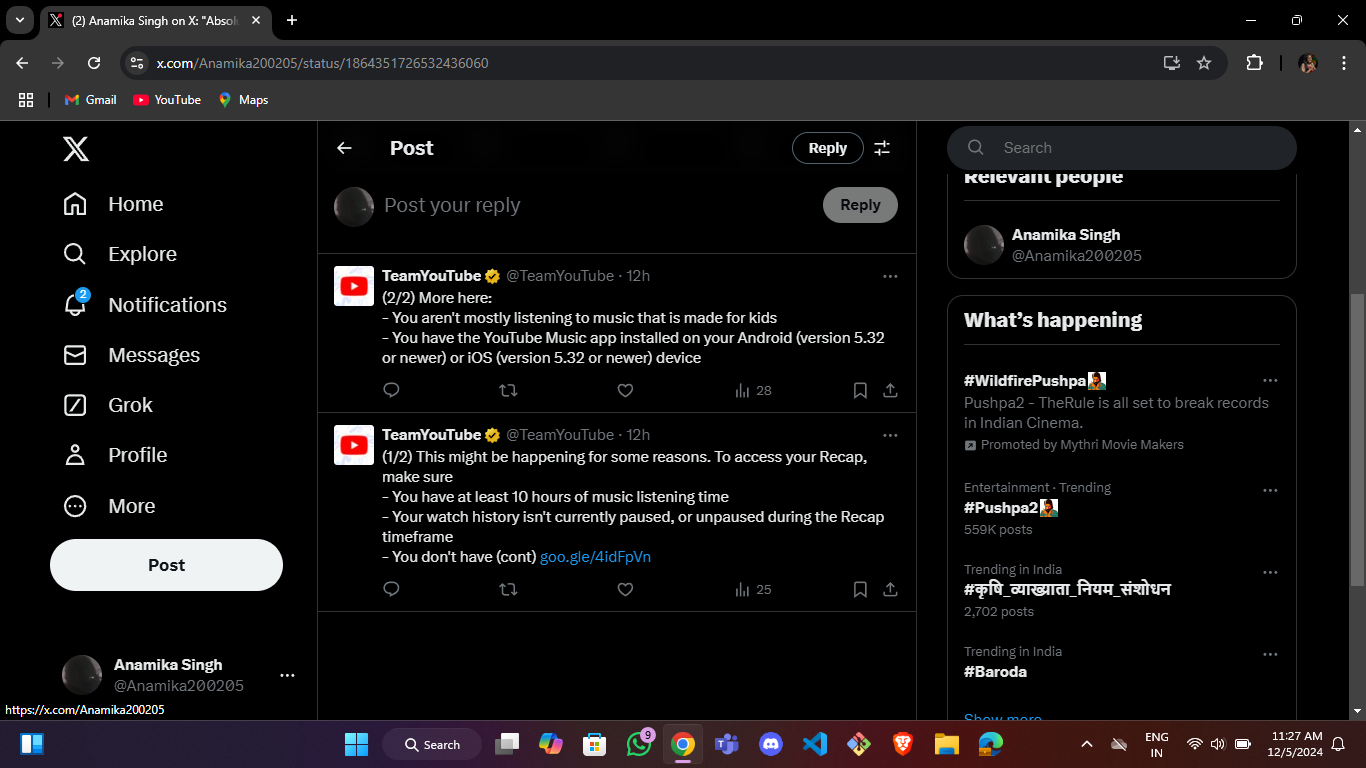 (2) Anamika Singh on X: "Absolu
x.com/Anamika200205/status/1864351726532436060
Gmail
YouTube
Maps
Home
Explore
2
Notifications
Messages
Grok
Profile
More
Post
Anamika Singh
@Anamika200205
https://x.com/Anamika200205
Post
Reply
Post your reply
Reply
TeamYouTube @TeamYouTube · 12h
(2/2) More here:
- You aren't mostly listening to music that is made for kids
- You have the YouTube Music app installed on your Android (version 5.32
or newer) or iOS (version 5.32 or newer) device
28
TeamYouTube @TeamYouTube · 12h
(1/2) This might be happening for some reasons. To access your Recap,
make sure
- You have at least 10 hours of music listening time
- Your watch history isn't currently paused, or unpaused during the Recap
timeframe
- You don't have (cont) goo.gle/4idFpVn
25
Search
Relevant people
Anamika Singh
@Anamika200205
What's happening
#WildfirePushpa
Pushpa2 - TheRule is all set to break records
in Indian Cinema.
Promoted by Mythri Movie Makers
Entertainment · Trending
#Pushpa2
559K posts
Trending in India
#कृषि_व्याख्याता_नियम_संशोधन
2,702 posts
Trending in India
#Baroda
Show more
Search
9
ENG
IN
11:27 AM
12/5/2024